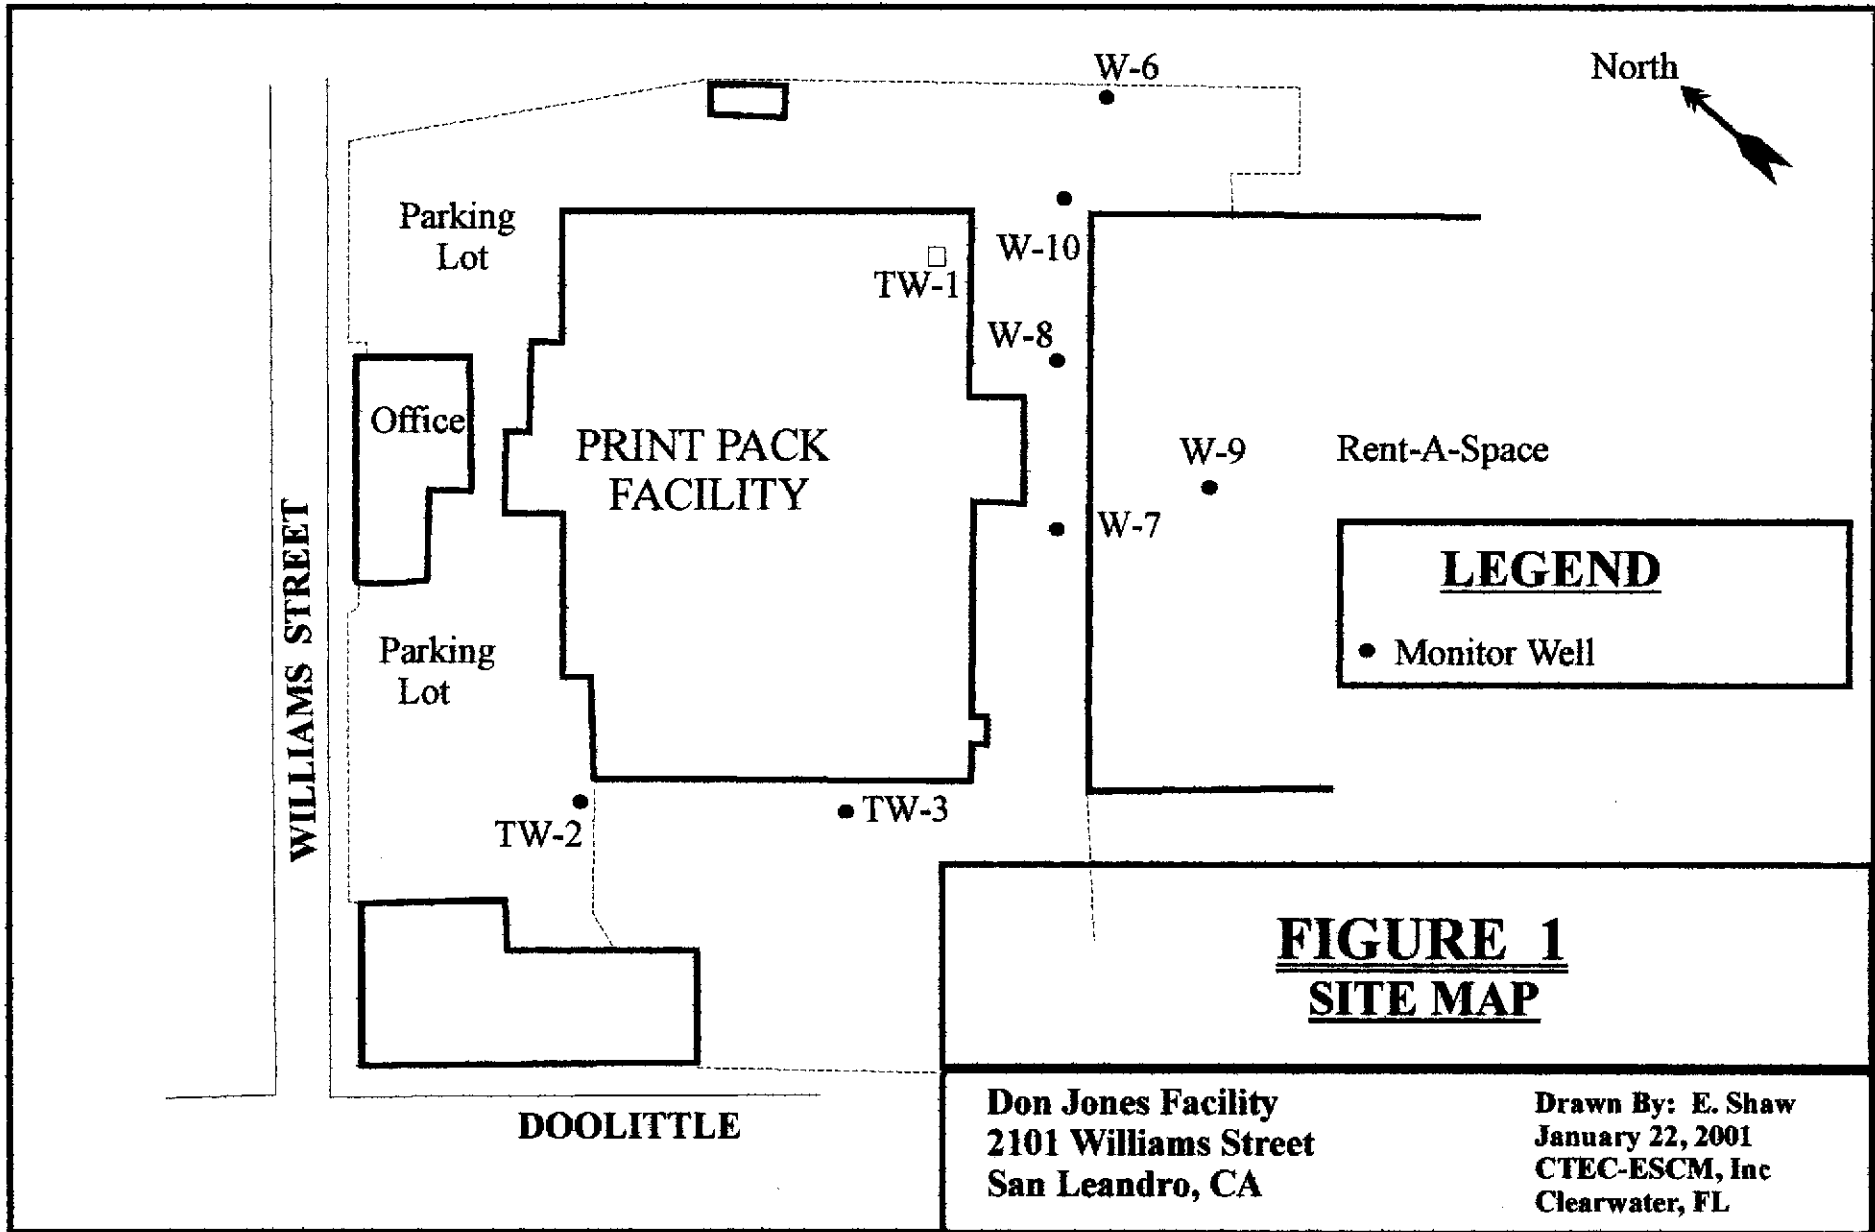 W-6
North
Parking
Lot
W-10
TW-1
W-8
Office
PRINT PACK
FACILITY
W-9
Rent-A-Space
W-7
LEGEND
Monitor Well
WILLIAMS STREET
Parking
Lot
TW-2
TW-3
FIGURE 1
SITE MAP
DOOLITTLE
Don Jones Facility
2101 Williams Street
San Leandro, CA
Drawn By: E. Shaw
January 22, 2001
CTEC-ESCM, Inc
Clearwater, FL